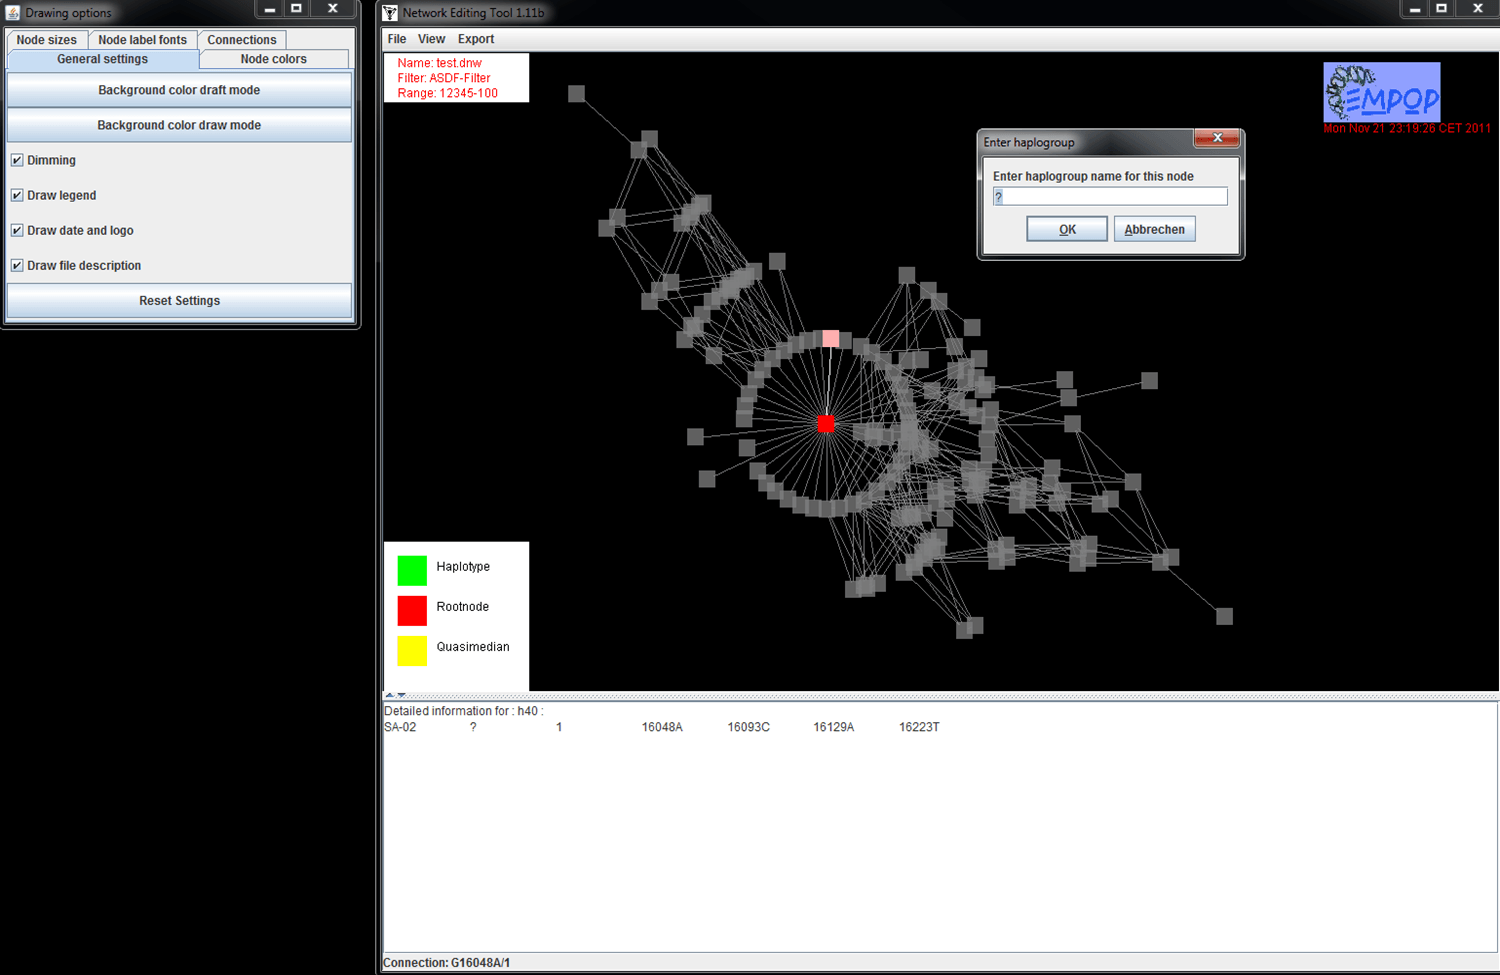 Drawing options
Node sizes
Node label fonts
Connections
General settings
Node colors
Background color draft mode
Background color draw mode
Dimming
Draw legend
Draw date and logo
Draw file description
Reset Settings
Network Editing Tool 1.11b
File View Export
Name: test.dnw
Filter: ASDF-Filter
Range: 12345-100
EMPOP
Mon Nov 21 23:19:26 CET 2011
Enter haplogroup
Enter haplogroup name for this node
?
OK
Abbrechen
Haplotype
Rootnode
Quasimedian
Detailed information for : h40 :
SA-02 ? 1 16048A 16093C 16129A 16223T
Connection: G16048A/1